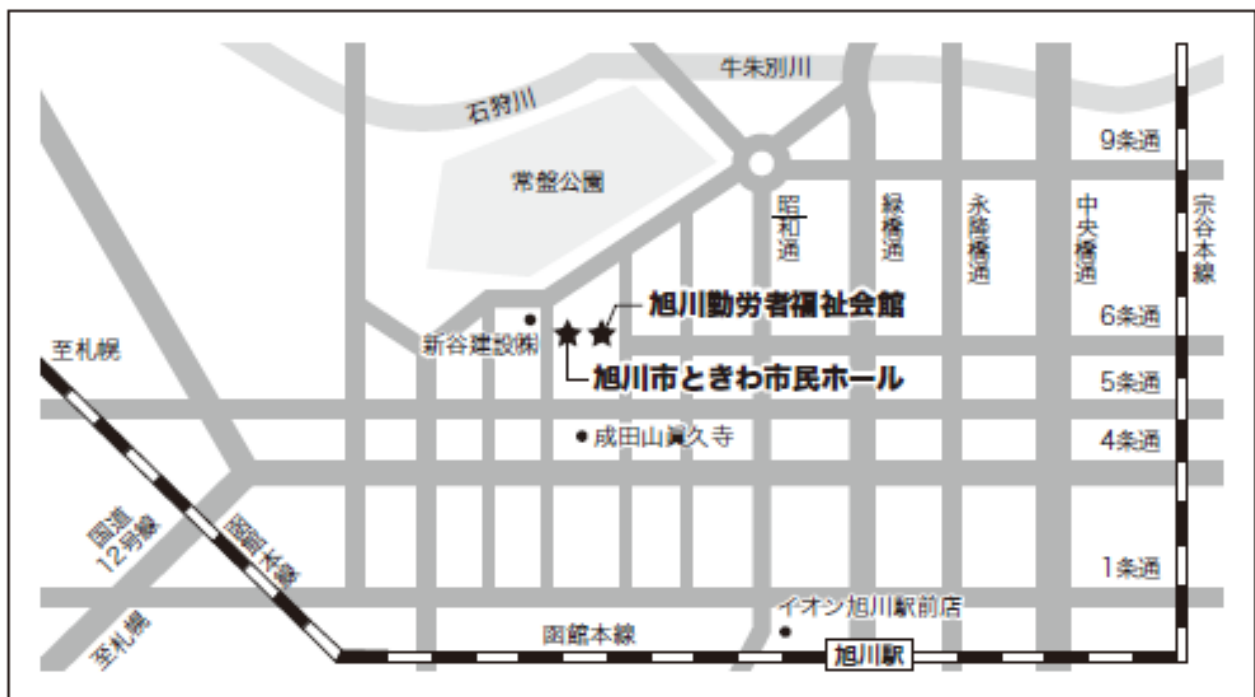 牛朱別川
石狩川
9条通
常盤公園
昭和通
緑橋通
永隆橋通
中央橋通
宗谷本線
旭川勤労者福祉会館
6条通
新谷建設㈱
至札幌
旭川市ときわ市民ホール
5条通
成田山眞久寺
4条通
国道
12号線
函館本線
1条通
イオン旭川駅前店
至札幌
函館本線
旭川駅